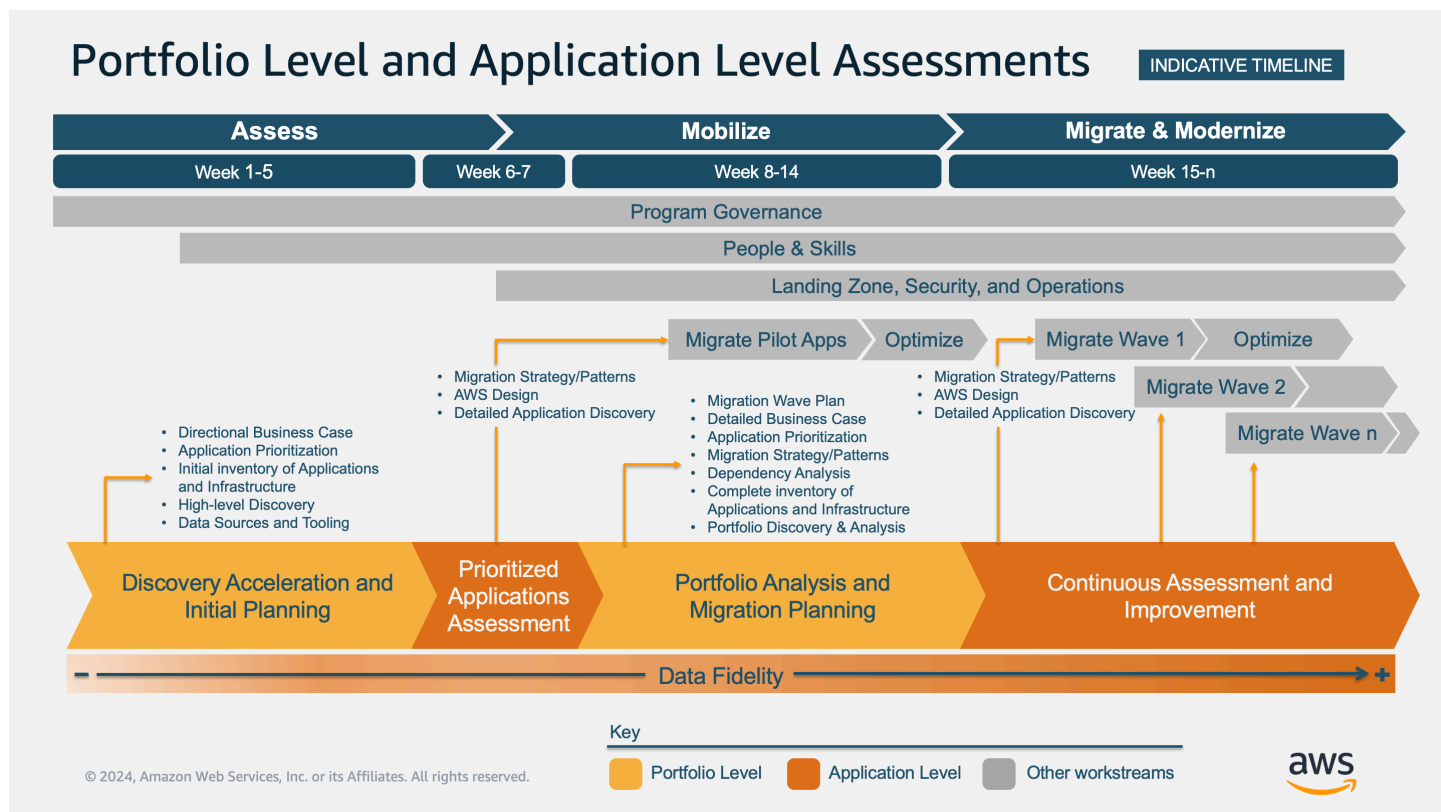 Portfolio Level and Application Level Assessments
INDICATIVE TIMELINE
Assess
Mobilize
Migrate & Modernize
Week 1-5
Week 6-7
Week 8-14
Week 15-n
Program Governance
People & Skills
Landing Zone, Security, and Operations
Migrate Pilot Apps
Optimize
Migrate Wave 1
Optimize
Migrate Wave 2
Migrate Wave n
• Migration Strategy/Patterns
• AWS Design
• Detailed Application Discovery
• Migration Strategy/Patterns
• AWS Design
• Detailed Application Discovery
• Directional Business Case
• Application Prioritization
• Initial inventory of Applications
and Infrastructure
• High-level Discovery
• Data Sources and Tooling
• Migration Wave Plan
• Detailed Business Case
• Application Prioritization
• Migration Strategy/Patterns
• Dependency Analysis
• Complete inventory of
Applications and Infrastructure
• Portfolio Discovery & Analysis
Discovery Acceleration and
Initial Planning
Prioritized
Applications
Assessment
Portfolio Analysis and
Migration Planning
Continuous Assessment and
Improvement
- Data Fidelity +
Key
Portfolio Level
Application Level
Other workstreams
© 2024, Amazon Web Services, Inc. or its Affiliates. All rights reserved.
aws